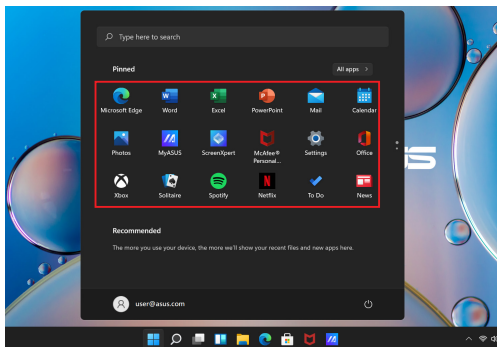 Type here to search
Pinned
All apps >
Microsoft Edge Word Excel PowerPoint Mail Calendar
Photos MyASUS ScreenXpert McAfee® Personal... Settings Office
Xbox Solitaire Spotify Netflix To Do News
Recommended
The more you use your device, the more we'll show your recent files and new apps here.
user@asus.com